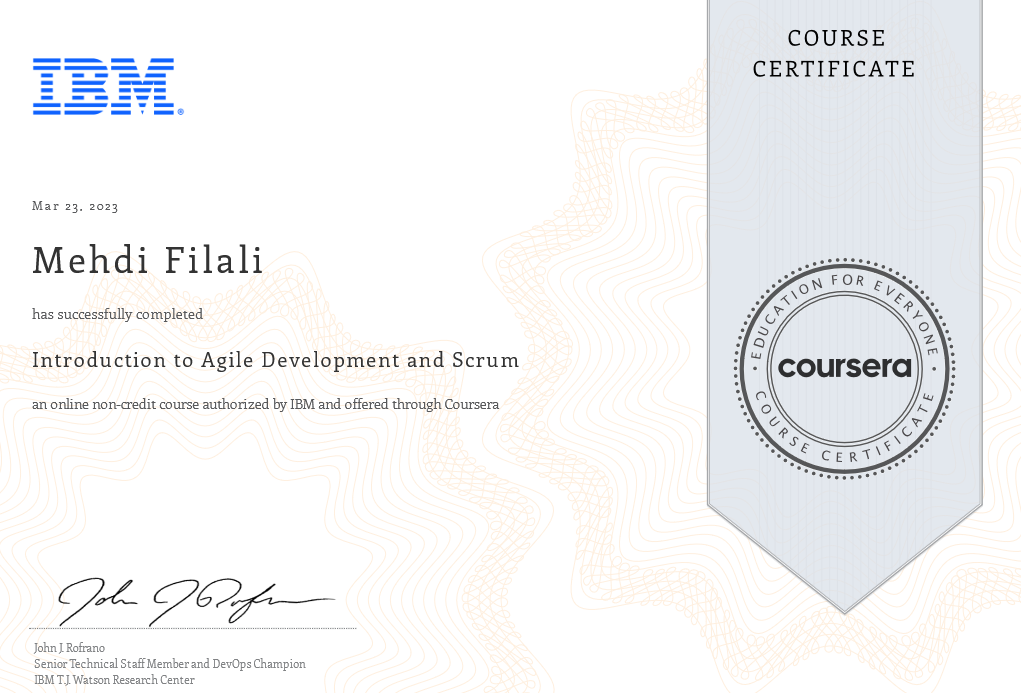 COURSE
CERTIFICATE
IBM®
Mar 23, 2023
Mehdi Filali
has successfully completed
Introduction to Agile Development and Scrum
an online non-credit course authorized by IBM and offered through Coursera
EDUCATION FOR EVERYONE
coursera
COURSE CERTIFICATE
John J Rofrano
John J. Rofrano
Senior Technical Staff Member and DevOps Champion
IBM T.J. Watson Research Center